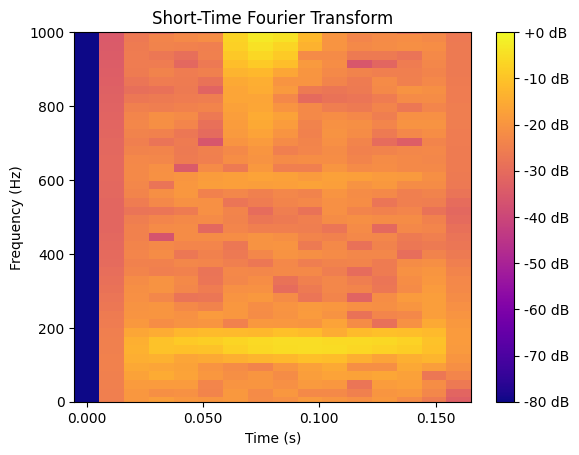 Short-Time Fourier Transform
Frequency (Hz)
1000
800
600
400
200
0
0.000
0.050
0.100
0.150
Time (s)
+0 dB
-10 dB
-20 dB
-30 dB
-40 dB
-50 dB
-60 dB
-70 dB
-80 dB